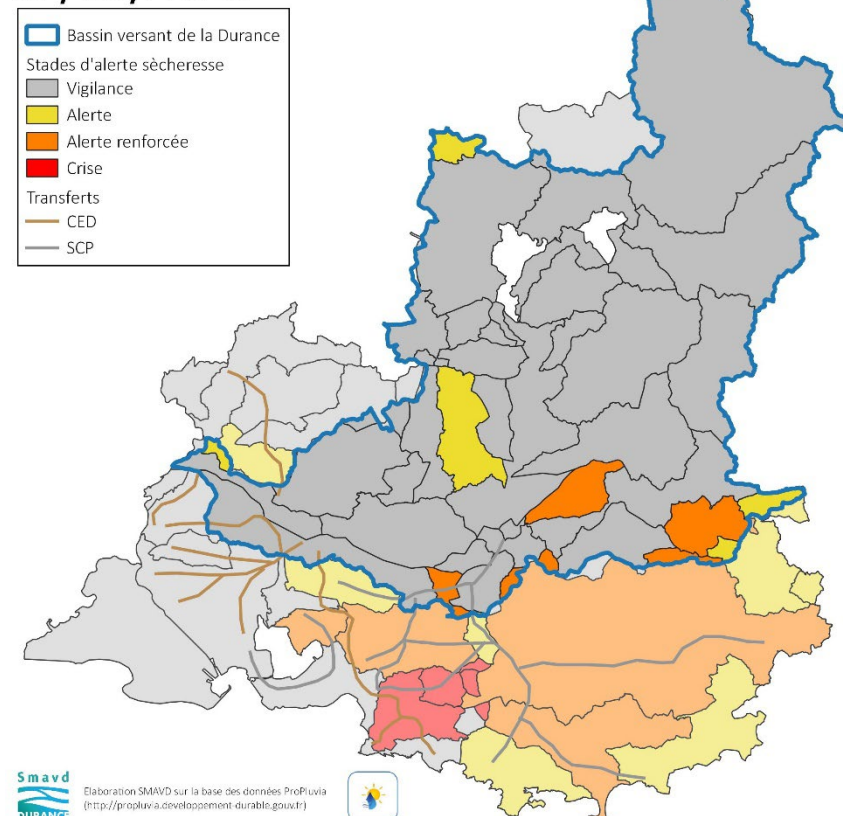 Bassin versant de la Durance
Stades d'alerte sècheresse
Vigilance
Alerte
Alerte renforcée
Crise
Transferts
CED
SCP
Smavd
DURANCE
Elaboration SMAVD sur la base des données ProPluvia
(http://propluvia.developpement-durable.gouv.fr)